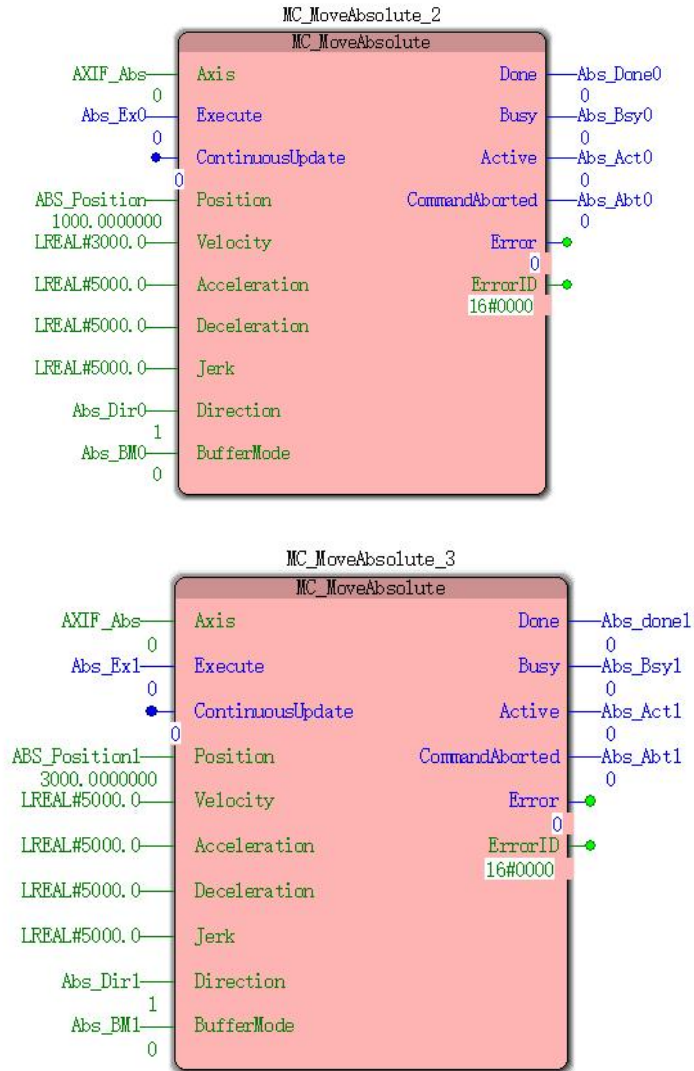 MC_MoveAbsolute_2
MC_MoveAbsolute
AXIF_Abs Axis Done Abs_Done0
0 0
Abs_Ex0 Execute Busy Abs_Bsy0
0 0
ContinuousUpdate Active Abs_Act0
0 0
ABS_Position Position CommandAborted Abs_Abt0
1000.0000000 0
LREAL#3000.0 Velocity Error
0
LREAL#5000.0 Acceleration ErrorID
16#0000
LREAL#5000.0 Deceleration
LREAL#5000.0 Jerk
Abs_Dir0 Direction
1
Abs_BM0 BufferMode
0
MC_MoveAbsolute_3
MC_MoveAbsolute
AXIF_Abs Axis Done Abs_done1
0 0
Abs_Ex1 Execute Busy Abs_Bsy1
0 0
ContinuousUpdate Active Abs_Act1
0 0
ABS_Position1 Position CommandAborted Abs_Abt1
3000.0000000 0
LREAL#5000.0 Velocity Error
0
LREAL#5000.0 Acceleration ErrorID
16#0000
LREAL#5000.0 Deceleration
LREAL#5000.0 Jerk
Abs_Dir1 Direction
1
Abs_BM1 BufferMode
0